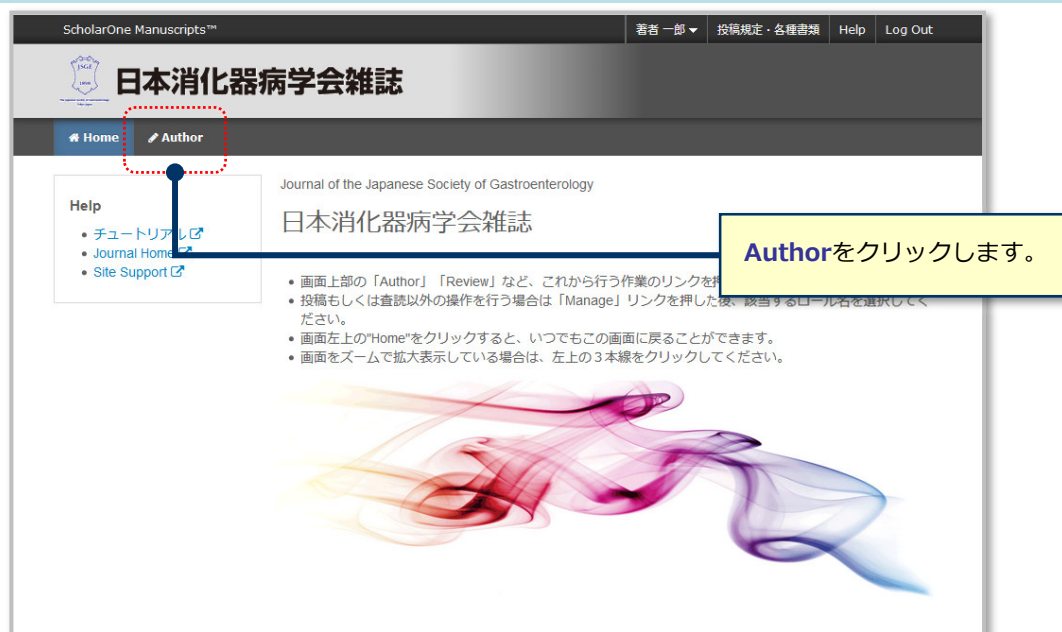 ScholarOne Manuscripts™
著者 一郎 投稿規定・各種書類 Help Log Out
JSGE
1898
日本消化器病学会雑誌
Home Author
Help
チュートリアル
Journal Home
Site Support
Journal of the Japanese Society of Gastroenterology
日本消化器病学会雑誌
Authorをクリックします。
画面上部の「Author」「Review」など、これから行う作業のリンクを
投稿もしくは査読以外の操作を行う場合は「Manage」リンクを押した後、該当するロール名を選択してく
ださい。
画面左上の"Home"をクリックすると、いつでもこの画面に戻ることができます。
画面をズームで拡大表示している場合は、左上の３本線をクリックしてください。